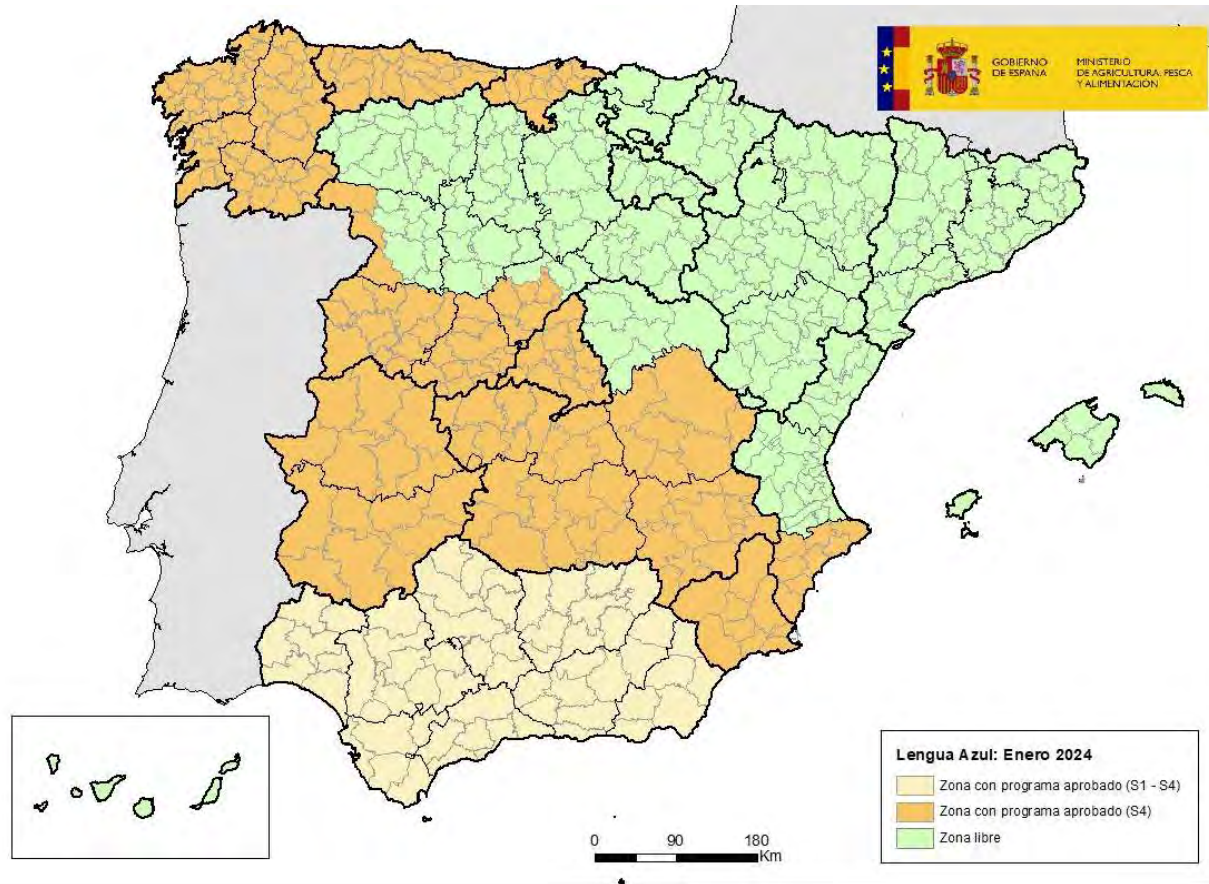 GOBIERNO
DE ESPAÑA
MINISTERIO
DE AGRICULTURA, PESCA
Y ALIMENTACIÓN
Lengua Azul: Enero 2024
Zona con programa aprobado (S1 - S4)
Zona con programa aprobado (S4)
Zona libre
0 90 180
Km